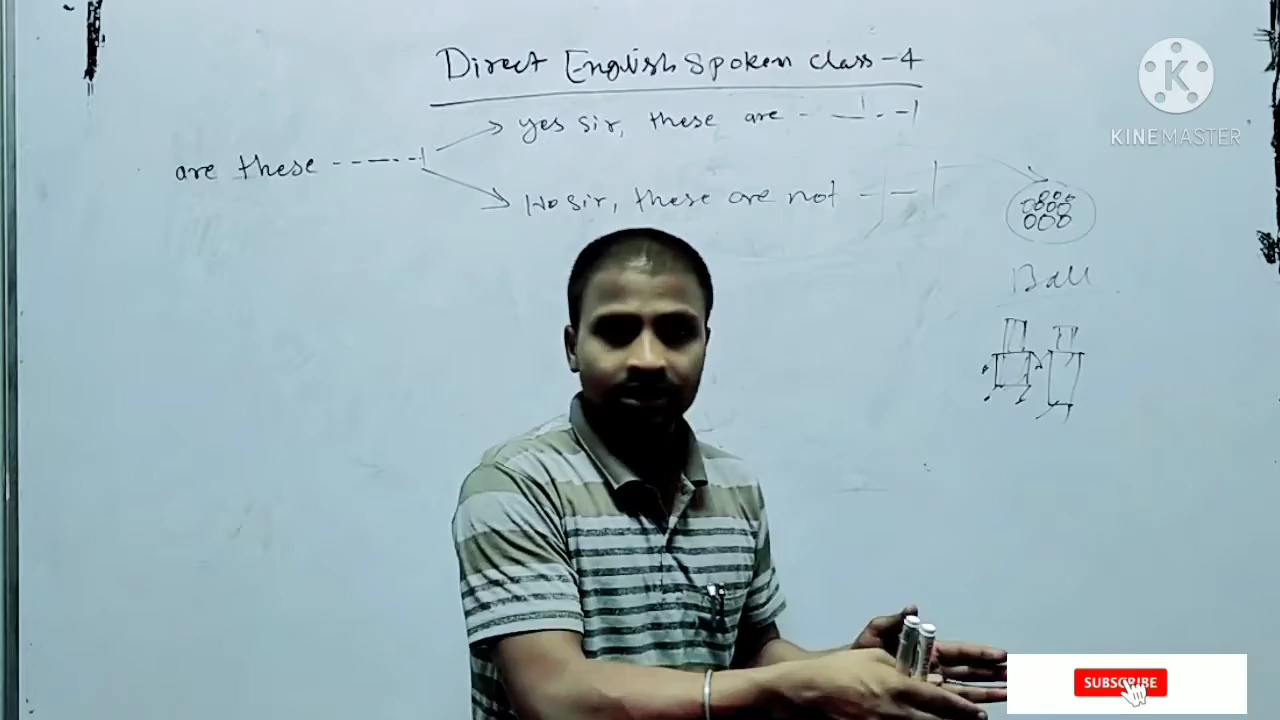 Direct English Spoken class-4
K
KINEMASTER
yes sir, these are - - - -
are these - - - - -
No sir, these are not - -
Ball
SUBSCRIBE